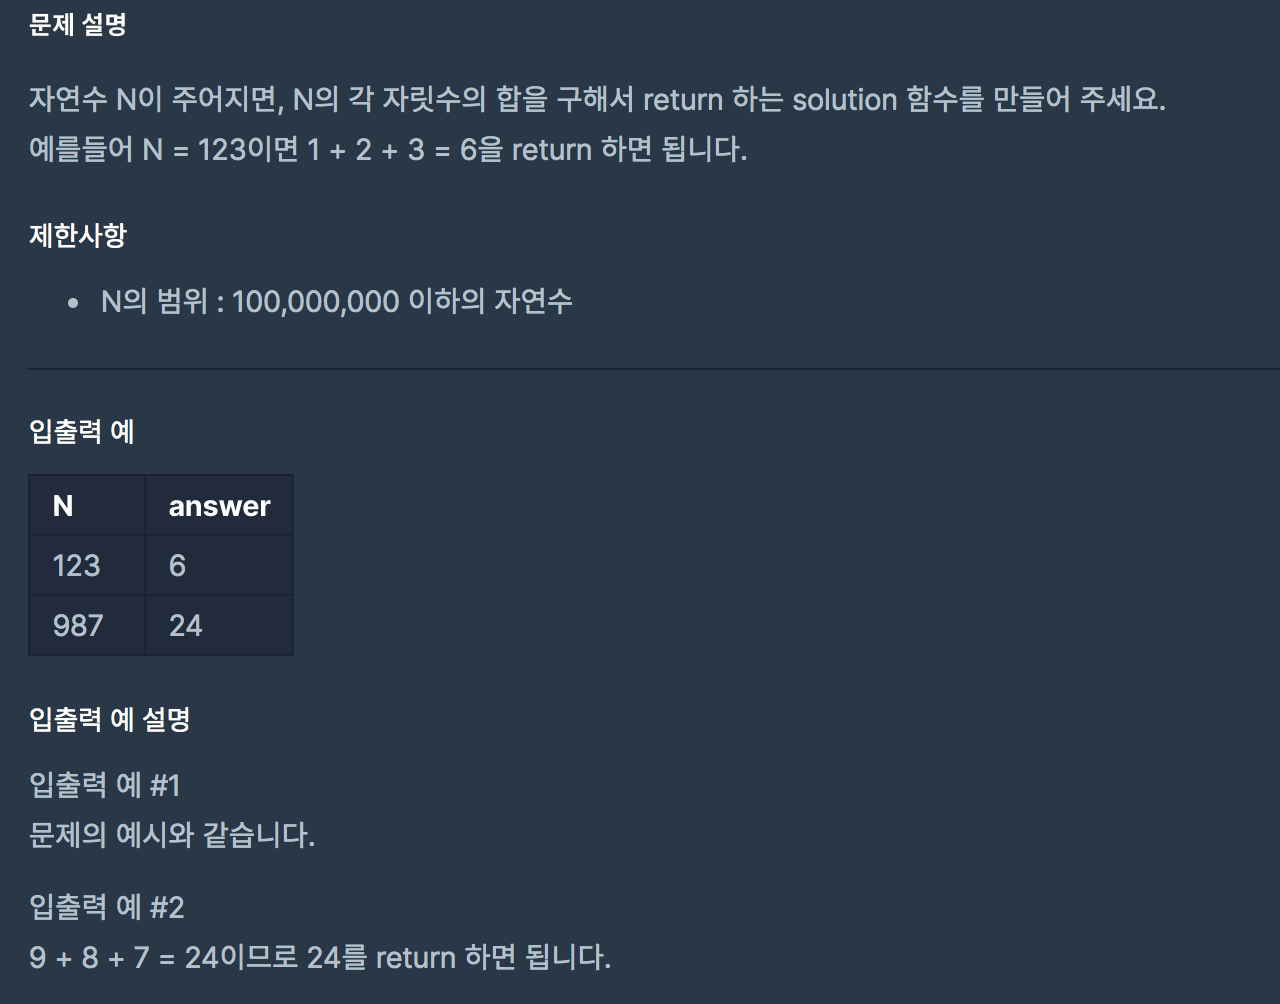 문제 설명
자연수 N이 주어지면, N의 각 자릿수의 합을 구해서 return 하는 solution 함수를 만들어 주세요.
예를들어 N = 123이면 1 + 2 + 3 = 6을 return 하면 됩니다.
제한사항
• N의 범위 : 100,000,000 이하의 자연수
입출력 예
N answer
123 6
987 24
입출력 예 설명
입출력 예 #1
문제의 예시와 같습니다.
입출력 예 #2
9 + 8 + 7 = 24이므로 24를 return 하면 됩니다.